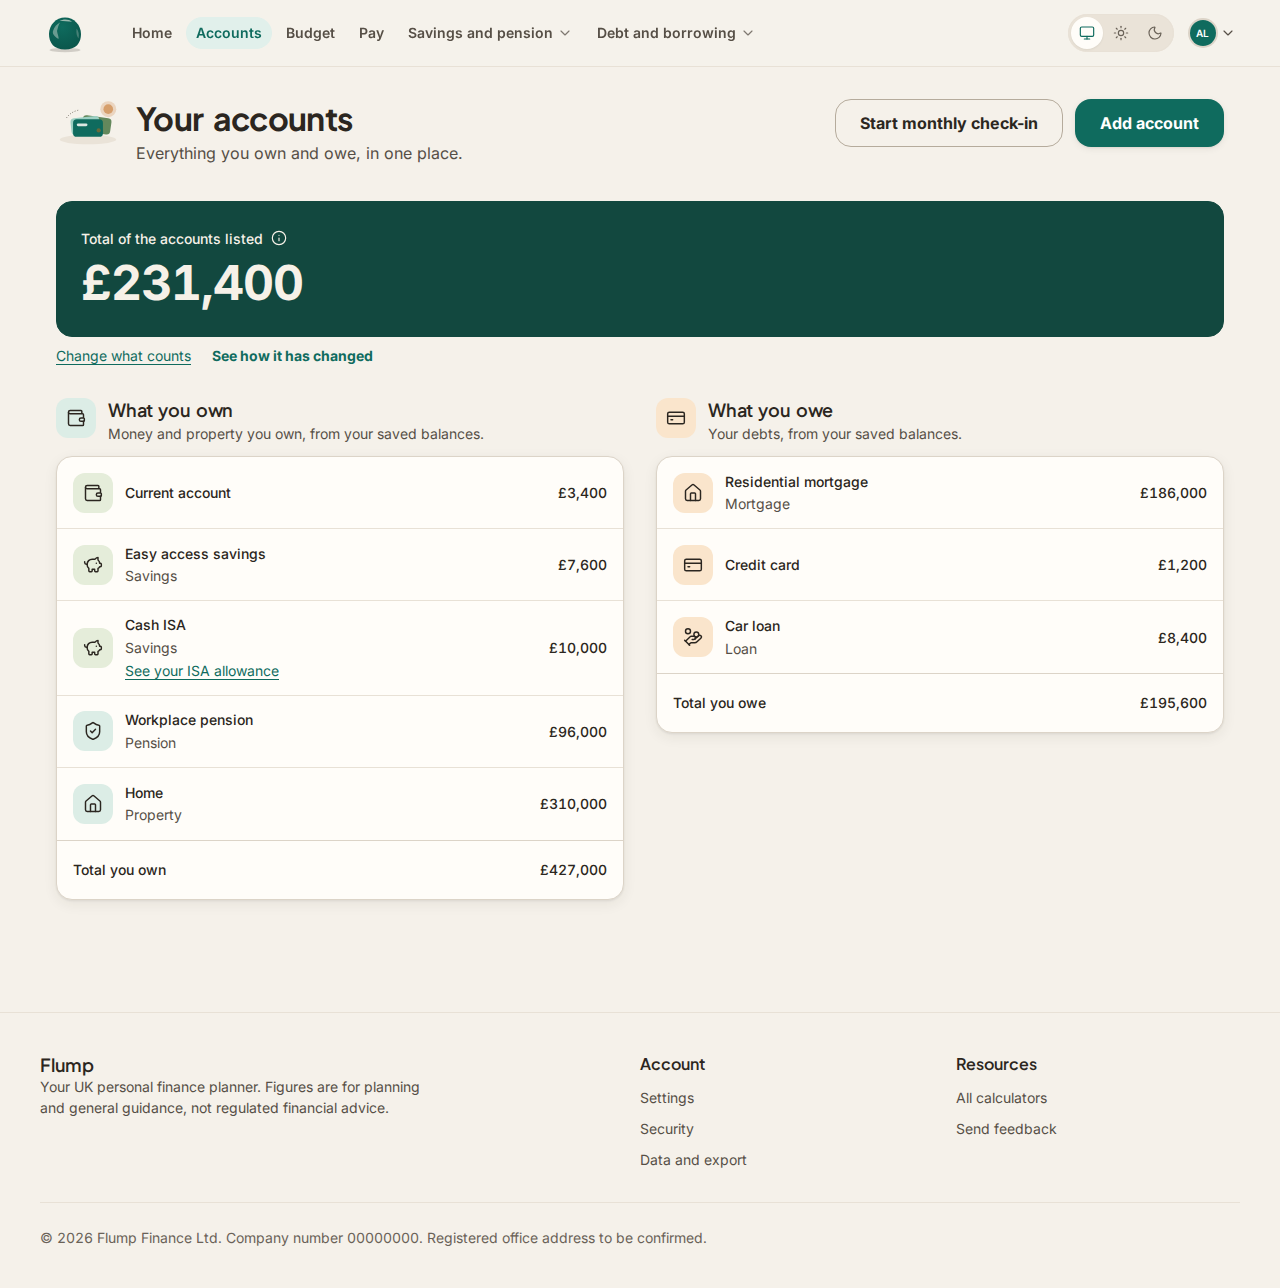 Home
Accounts
Budget
Pay
Savings and pension
Debt and borrowing
AL
Your accounts
Everything you own and owe, in one place.
Start monthly check-in
Add account
Total of the accounts listed
£231,400
Change what counts
See how it has changed
What you own
Money and property you own, from your saved balances.
Current account
£3,400
Easy access savings
Savings
£7,600
Cash ISA
Savings
See your ISA allowance
£10,000
Workplace pension
Pension
£96,000
Home
Property
£310,000
Total you own
£427,000
What you owe
Your debts, from your saved balances.
Residential mortgage
Mortgage
£186,000
Credit card
£1,200
Car loan
Loan
£8,400
Total you owe
£195,600
Flump
Your UK personal finance planner. Figures are for planning
and general guidance, not regulated financial advice.
Account
Settings
Security
Data and export
Resources
All calculators
Send feedback
© 2026 Flump Finance Ltd. Company number 00000000. Registered office address to be confirmed.